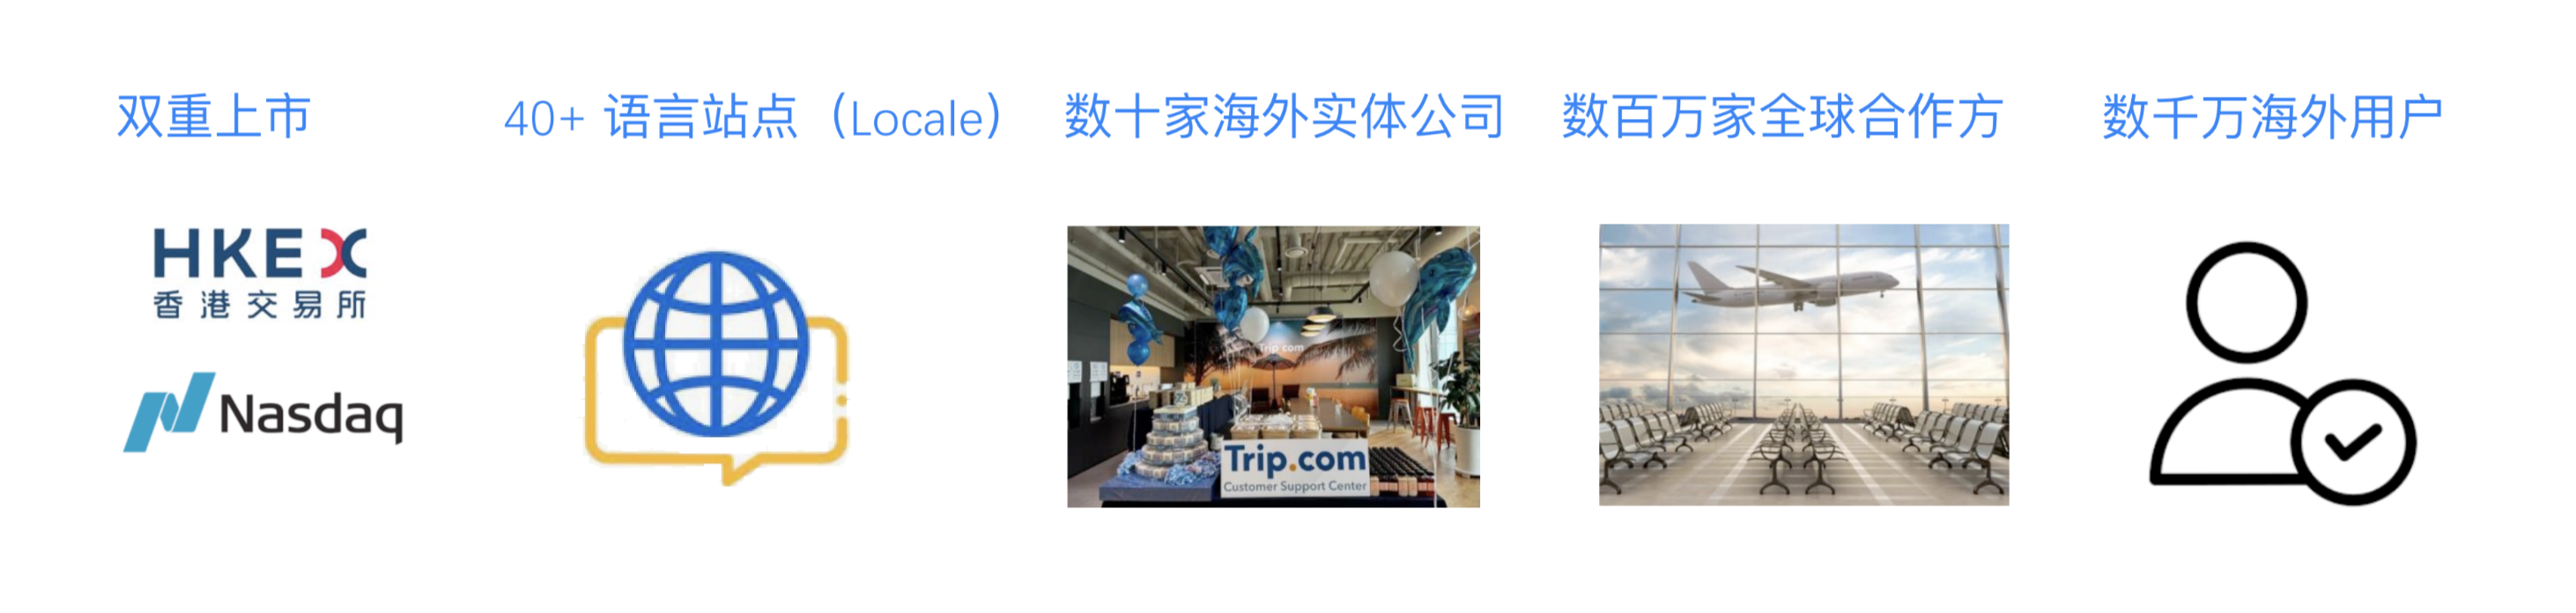 双重上市
40+ 语言站点（Locale）
数十家海外实体公司
数百万家全球合作方
数千万海外用户
HKEX
香港交易所
Nasdaq
Trip.com
Trip.com
Customer Support Center